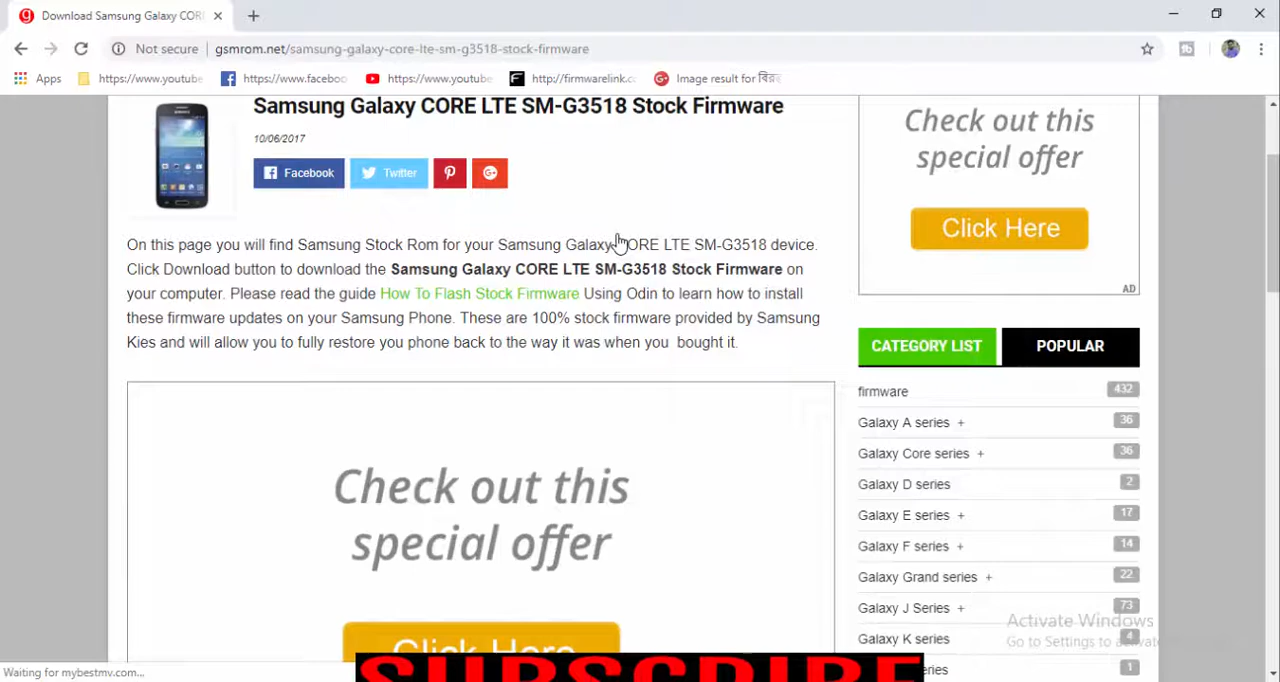 Download Samsung Galaxy COR
Not secure
gsmrom.net/samsung-galaxy-core-lte-sm-g3518-stock-firmware
Apps
https://www.youtube
https://www.faceboo
https://www.youtube
http://firmwarelink.c
Image result for বির
Samsung Galaxy CORE LTE SM-G3518 Stock Firmware
10/06/2017
Facebook
Twitter
On this page you will find Samsung Stock Rom for your Samsung Galaxy CORE LTE SM-G3518 device.
Click Download button to download the Samsung Galaxy CORE LTE SM-G3518 Stock Firmware on
your computer. Please read the guide How To Flash Stock Firmware Using Odin to learn how to install
these firmware updates on your Samsung Phone. These are 100% stock firmware provided by Samsung
Kies and will allow you to fully restore you phone back to the way it was when you bought it.
Check out this
special offer
Click Here
Check out this
special offer
Click Here
AD
CATEGORY LIST
POPULAR
firmware 432
Galaxy A series + 36
Galaxy Core series + 36
Galaxy D series 2
Galaxy E series + 17
Galaxy F series + 14
Galaxy Grand series + 22
Galaxy J Series + 73
Galaxy K series 4
series 1
Activate Windows
Go to Settings to activate
Waiting for mybestmv.com...
SUBSCRIBE